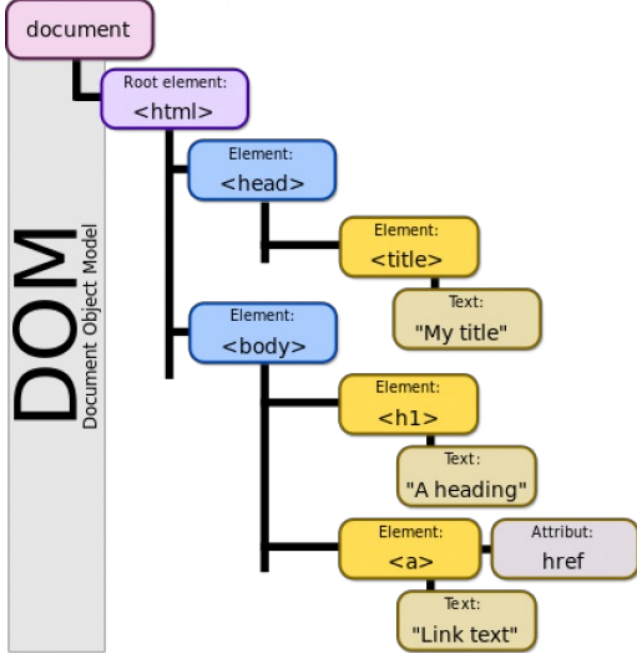 document
Root element:
<html>
Element:
<head>
Element:
<title>
Text:
"My title"
Element:
<body>
Element:
<h1>
Text:
"A heading"
Element:
<a>
Attribut:
href
Text:
"Link text"
DOM
Document Object Model